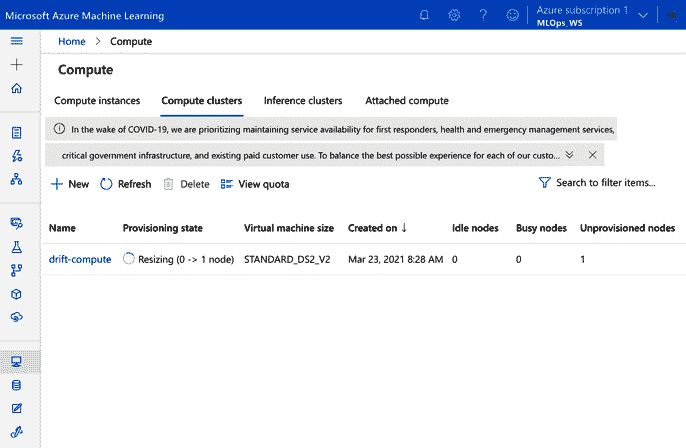 Microsoft Azure Machine Learning
Azure subscription 1
MLOps_WS
Home > Compute
Compute
Compute instances Compute clusters Inference clusters Attached compute
In the wake of COVID-19, we are prioritizing maintaining service availability for first responders, health and emergency management services,
critical government infrastructure, and existing paid customer use. To balance the best possible experience for each of our custo...
New Refresh Delete View quota Search to filter items...
Name Provisioning state Virtual machine size Created on ↓ Idle nodes Busy nodes Unprovisioned nodes
drift-compute Resizing (0 -> 1 node) STANDARD_DS2_V2 Mar 23, 2021 8:28 AM 0 0 1